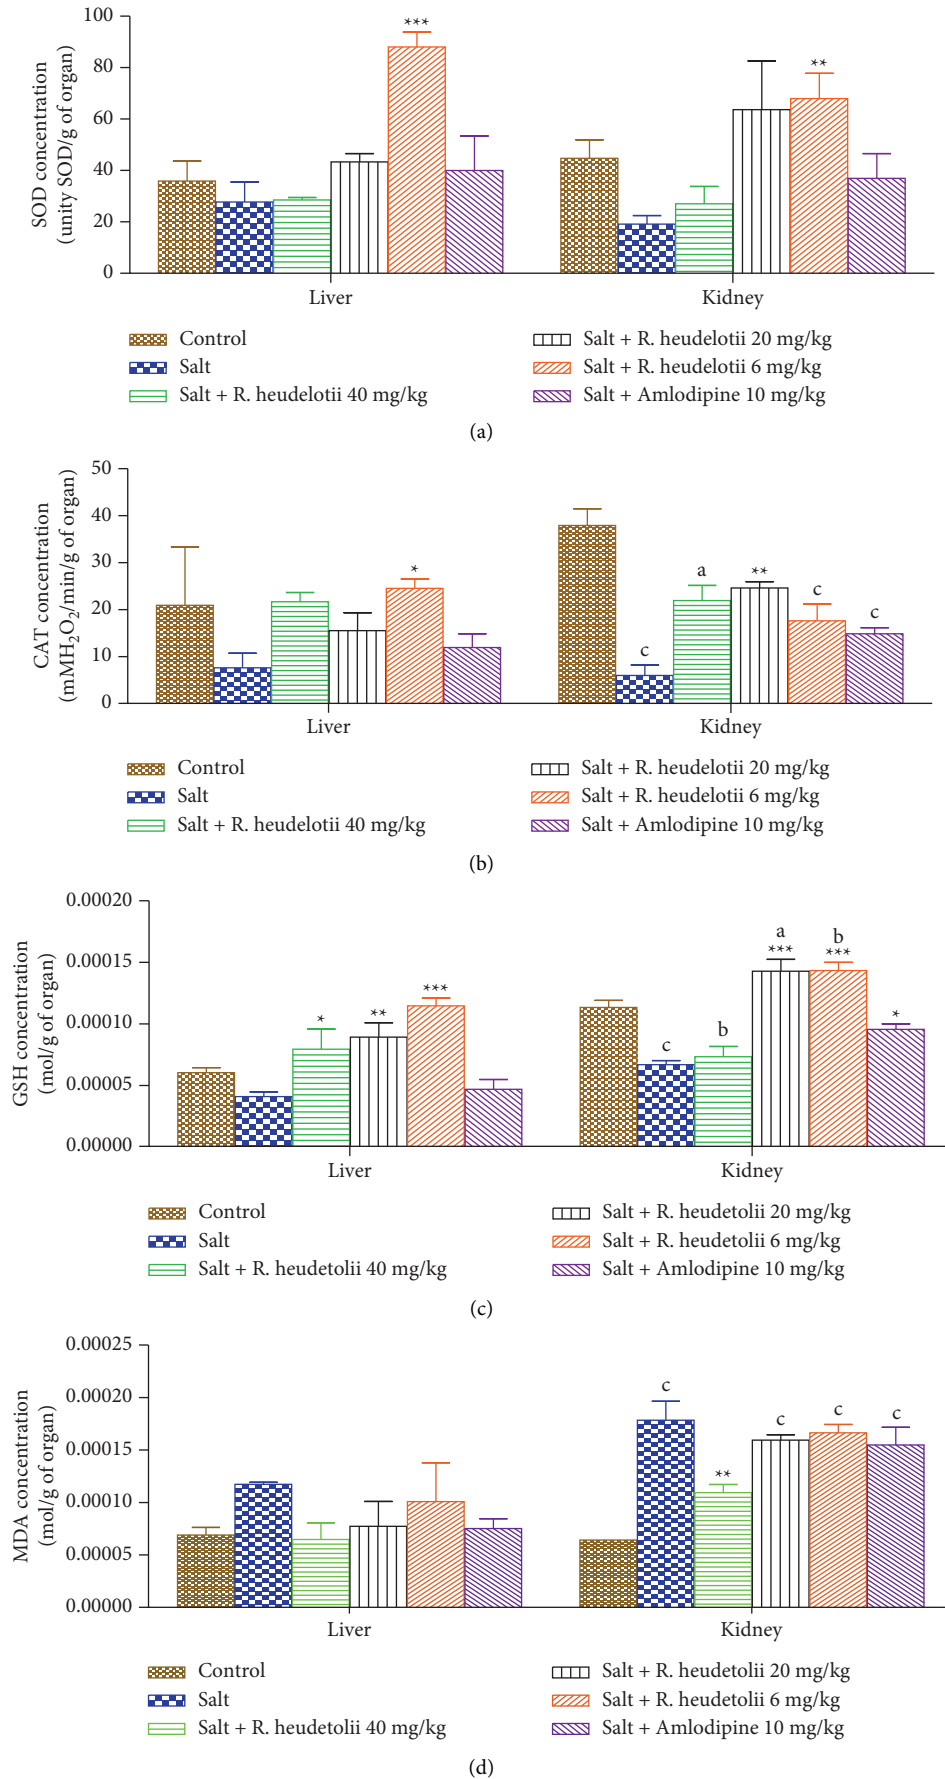 100
80
60
40
20
0
SOD concentration
(unity SOD/g of organ)
***
**
Liver
Kidney
Control
Salt
Salt + R. heudelotii 40 mg/kg
Salt + R. heudelotii 20 mg/kg
Salt + R. heudelotii 6 mg/kg
Salt + Amlodipine 10 mg/kg
(a)
50
40
30
20
10
0
CAT concentration
(mMH₂O₂/min/g of organ)
*
c
a
**
c
c
Liver
Kidney
Control
Salt
Salt + R. heudelotii 40 mg/kg
Salt + R. heudelotii 20 mg/kg
Salt + R. heudelotii 6 mg/kg
Salt + Amlodipine 10 mg/kg
(b)
0.00020
0.00015
0.00010
0.00005
0.00000
GSH concentration
(mol/g of organ)
*
**
***
c
b
a
***
b
***
*
Liver
Kidney
Control
Salt
Salt + R. heudetolii 40 mg/kg
Salt + R. heudetolii 20 mg/kg
Salt + R. heudetolii 6 mg/kg
Salt + Amlodipine 10 mg/kg
(c)
0.00025
0.00020
0.00015
0.00010
0.00005
0.00000
MDA concentration
(mol/g of organ)
c
**
c
c
c
Liver
Kidney
Control
Salt
Salt + R. heudetolii 40 mg/kg
Salt + R. heudetolii 20 mg/kg
Salt + R. heudetolii 6 mg/kg
Salt + Amlodipine 10 mg/kg
(d)